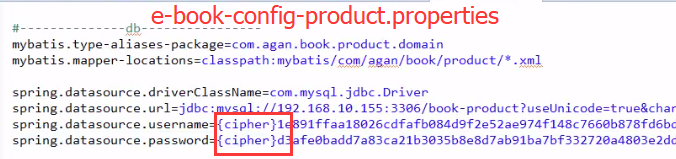 e-book-config-product.properties
#--------------db----------------
mybatis.type-aliases-package=com.agan.book.product.domain
mybatis.mapper-locations=classpath:mybatis/com/agan/book/product/*.xml
spring.datasource.driverClassName=com.mysql.jdbc.Driver
spring.datasource.url=jdbc:mysql://192.168.10.155:3306/book-product?useUnicode=true&char
spring.datasource.username={cipher}1e891ffaa18026cdfafb084d9f2e52ae974f148c7660b878fd6bd
spring.datasource.password={cipher}d3afe0badd7a83ca21b3035b8e8d7ab91ba7bf332720a4803e2dd